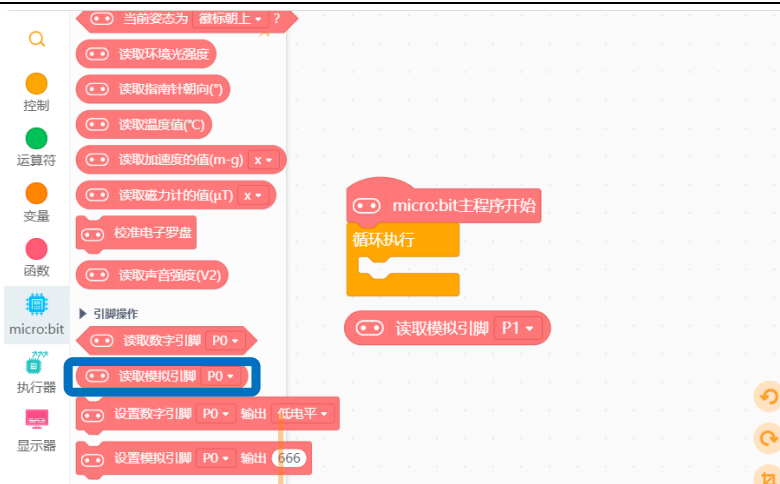 当前姿态为 徽标朝上 ?
读取环境光强度
读取指南针朝向(°)
读取温度值(℃)
读取加速度的值(m-g) x
读取磁力计的值(μT) x
校准电子罗盘
读取声音强度(V2)
引脚操作
读取数字引脚 P0
读取模拟引脚 P0
设置数字引脚 P0 输出 低电平
设置模拟引脚 P0 输出 666
控制
运算符
变量
函数
micro:bit
执行器
显示器
micro:bit主程序开始
循环执行
读取模拟引脚 P1